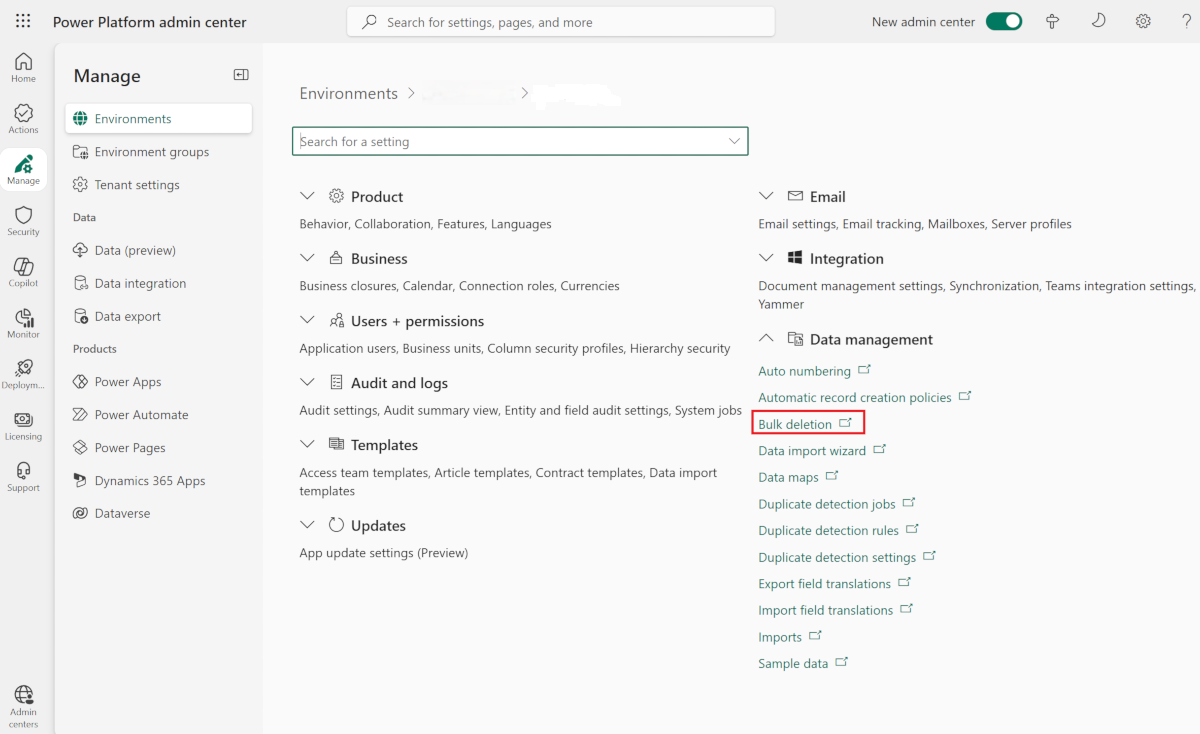 Power Platform admin center
Search for settings, pages, and more
New admin center
Home
Actions
Manage
Security
Copilot
Monitor
Deploym...
Licensing
Support
Admin
centers
Manage
Environments
Environment groups
Tenant settings
Data
Data (preview)
Data integration
Data export
Products
Power Apps
Power Automate
Power Pages
Dynamics 365 Apps
Dataverse
Environments
Search for a setting
Product
Behavior, Collaboration, Features, Languages
Business
Business closures, Calendar, Connection roles, Currencies
Users + permissions
Application users, Business units, Column security profiles, Hierarchy security
Audit and logs
Audit settings, Audit summary view, Entity and field audit settings, System jobs
Templates
Access team templates, Article templates, Contract templates, Data import
templates
Updates
App update settings (Preview)
Email
Email settings, Email tracking, Mailboxes, Server profiles
Integration
Document management settings, Synchronization, Teams integration settings,
Yammer
Data management
Auto numbering
Automatic record creation policies
Bulk deletion
Data import wizard
Data maps
Duplicate detection jobs
Duplicate detection rules
Duplicate detection settings
Export field translations
Import field translations
Imports
Sample data